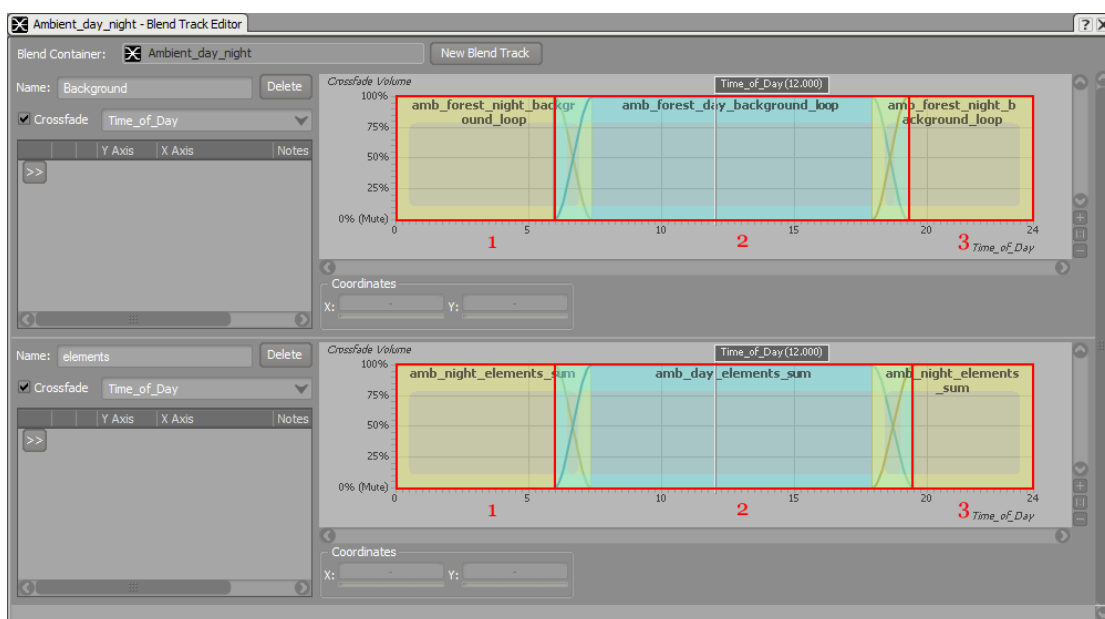 Ambient_day_night - Blend Track Editor
?
X
Blend Container: Ambient_day_night
New Blend Track
Name: Background
Delete
Crossfade Time_of_Day
Y Axis X Axis Notes
>>
Crossfade Volume
Time_of_Day (12.000)
100%
75%
50%
25%
0% (Mute)
amb_forest_night_backgr
ound_loop
amb_forest_day_background_loop
amb_forest_night_b
ackground_loop
0 5 10 15 20 24
1 2 3
Time_of_Day
Coordinates
X: - Y: -
Name: elements
Delete
Crossfade Time_of_Day
Y Axis X Axis Notes
>>
Crossfade Volume
Time_of_Day (12.000)
100%
75%
50%
25%
0% (Mute)
amb_night_elements_sum
amb_day_elements_sum
amb_night_elements
_sum
0 5 10 15 20 24
1 2 3
Time_of_Day
Coordinates
X: - Y: -